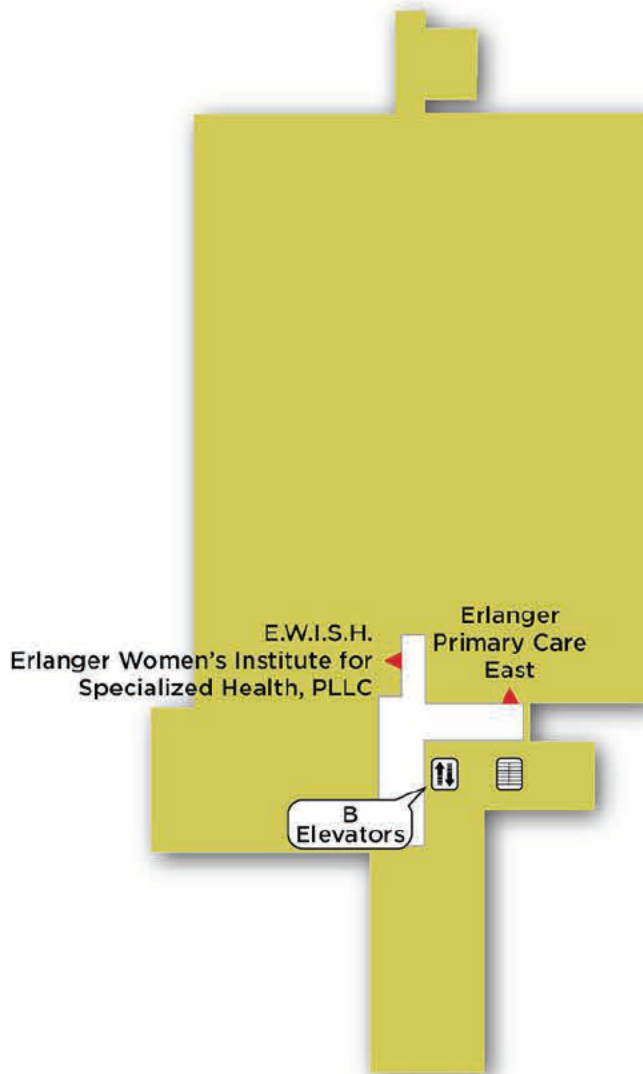 E.W.I.S.H.
Erlanger Women's Institute for
Specialized Health, PLLC
Erlanger
Primary Care
East
B
Elevators